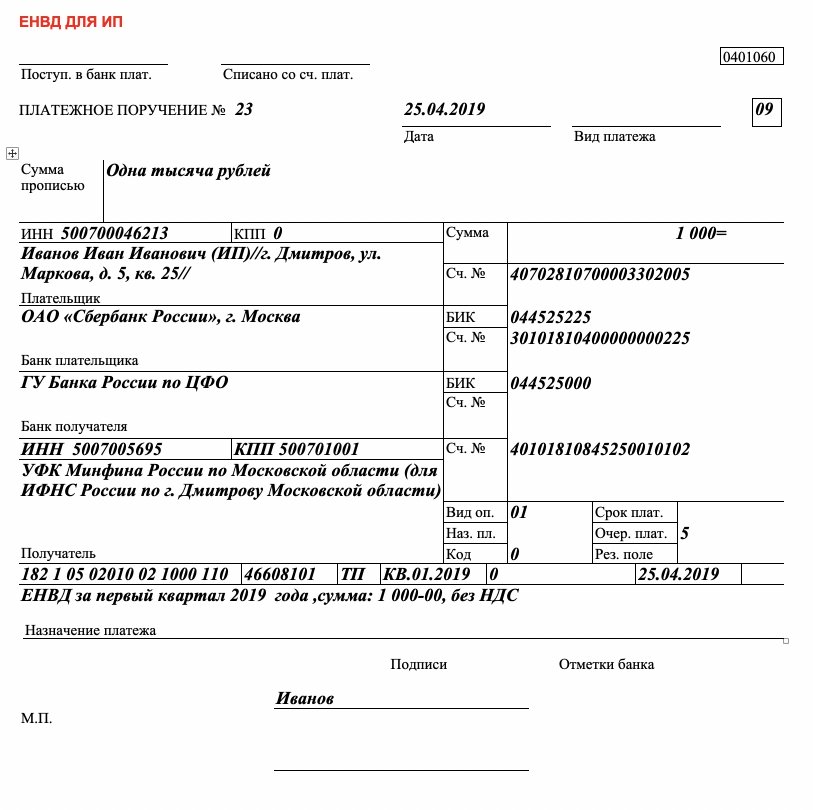 ЕНВД ДЛЯ ИП
0401060
Поступ. в банк плат. Списано со сч. плат.
ПЛАТЕЖНОЕ ПОРУЧЕНИЕ № 23 25.04.2019 09
Дата Вид платежа
Сумма прописью Одна тысяча рублей
ИНН 500700046213 КПП 0 Сумма 1 000=
Иванов Иван Иванович (ИП)//г. Дмитров, ул.
Маркова, д. 5, кв. 25// Сч. № 40702810700003302005
Плательщик
ОАО «Сбербанк России», г. Москва БИК 044525225
Сч. № 30101810400000000225
Банк плательщика
ГУ Банка России по ЦФО БИК 044525000
Сч. №
Банк получателя
ИНН 5007005695 КПП 500701001 Сч. № 40101810845250010102
УФК Минфина России по Московской области (для
ИФНС России по г. Дмитрову Московской области)
Вид оп. 01 Срок плат.
Наз. пл. Очер. плат. 5
Получатель Код 0 Рез. поле
182 1 05 02010 02 1000 110 46608101 ТП КВ.01.2019 0 25.04.2019
ЕНВД за первый квартал 2019 года ,сумма: 1 000-00, без НДС
Назначение платежа
Подписи Отметки банка
Иванов
М.П.